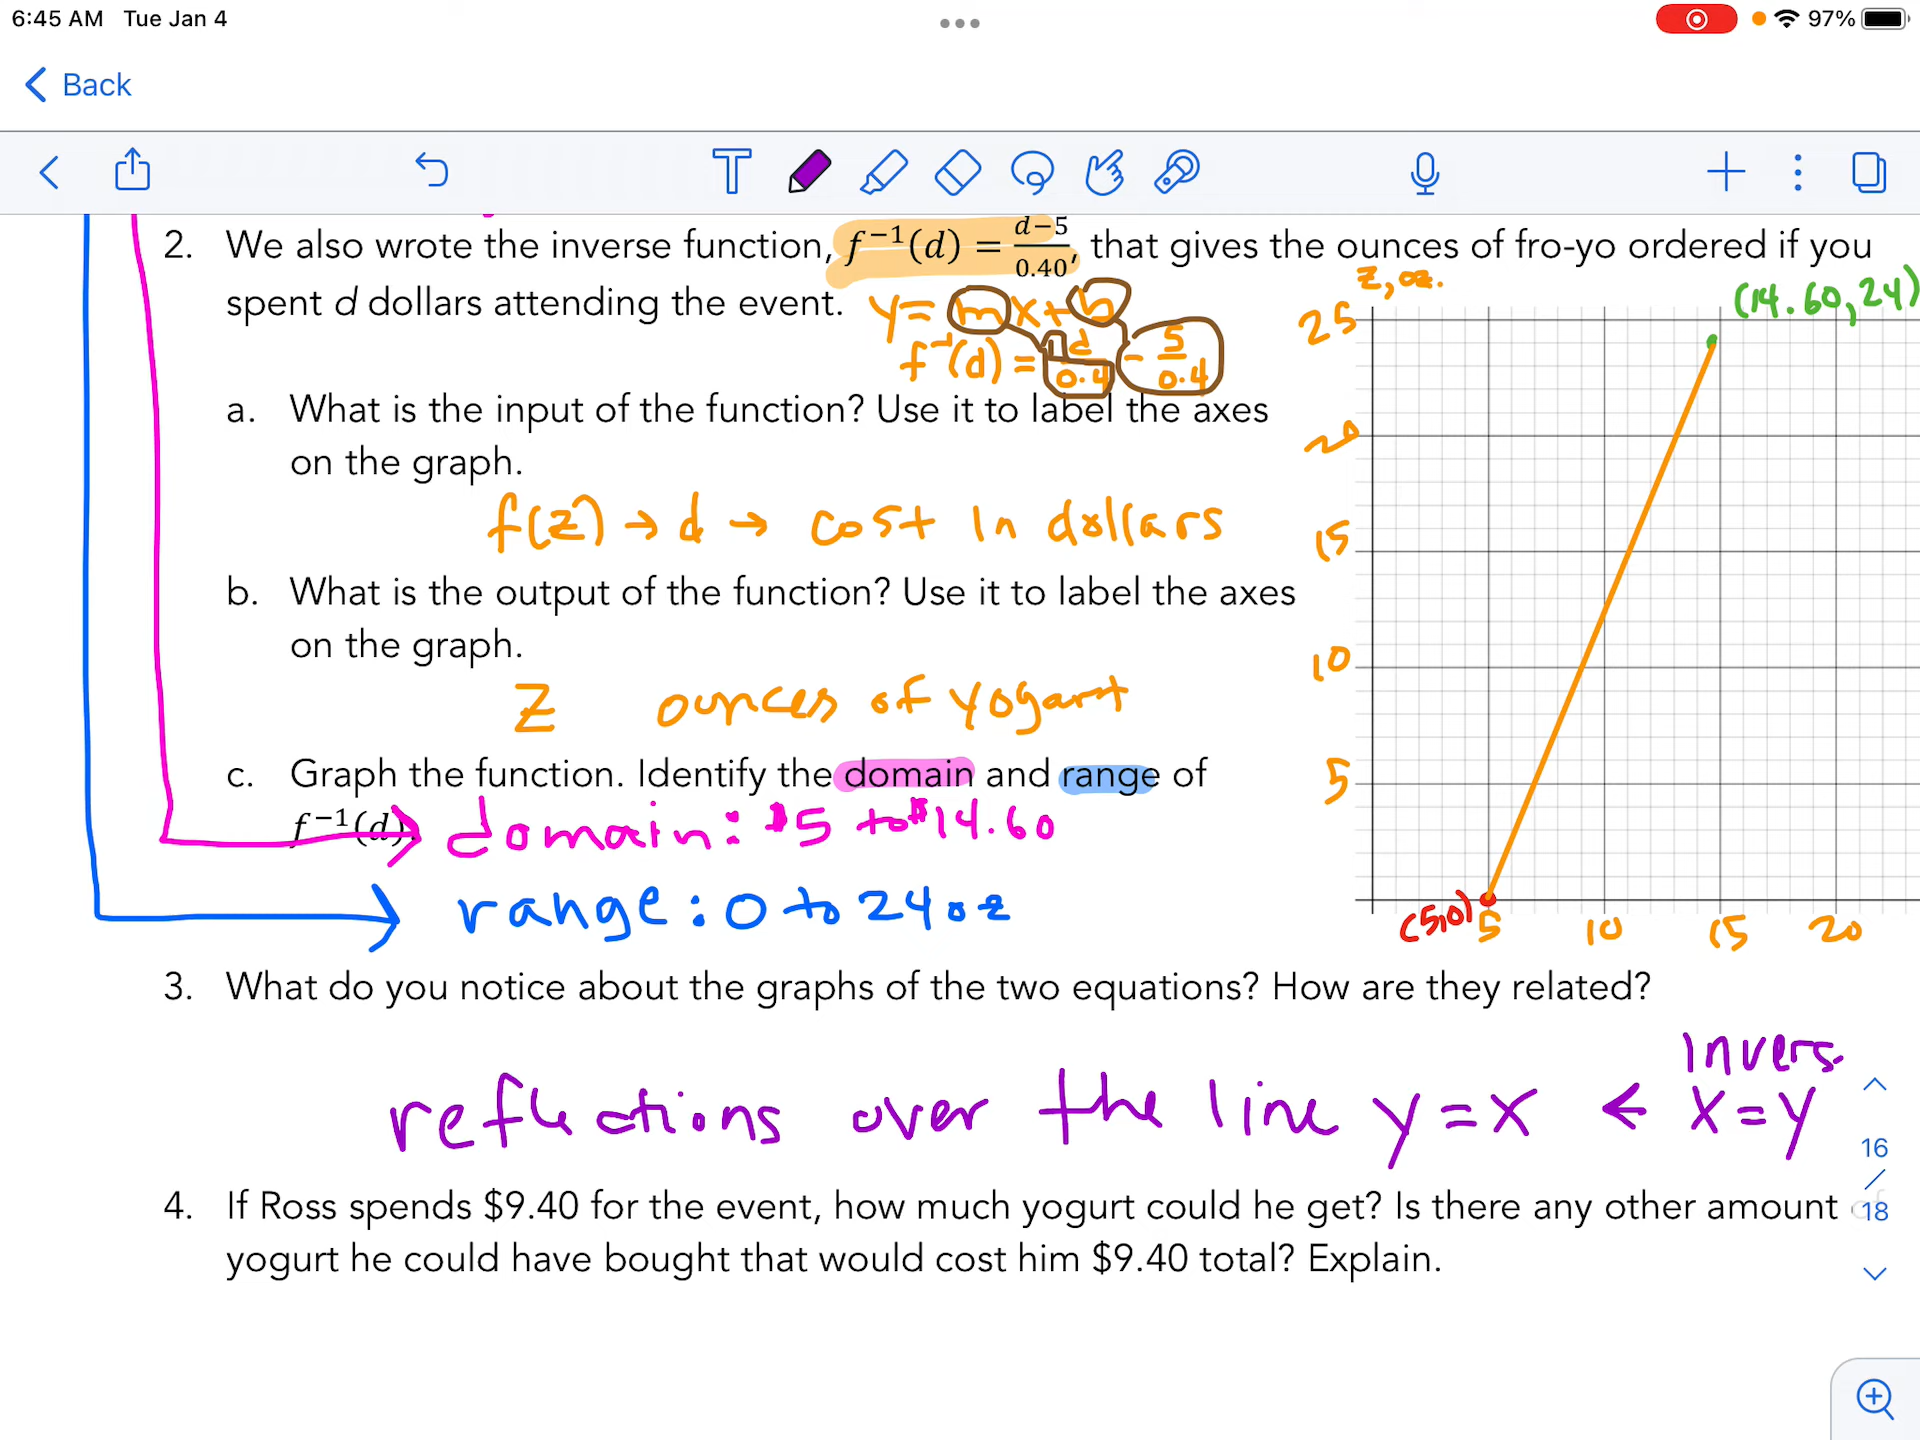 6:45 AM Tue Jan 4
97%
Back
2. We also wrote the inverse function, f⁻¹(d) = d−5/0.40, that gives the ounces of fro-yo ordered if you
spent d dollars attending the event.
y = mx + b
f⁻¹(d) = 1d/0.4 - 5/0.4
a. What is the input of the function? Use it to label the axes
on the graph.
f(z) → d → cost in dollars
b. What is the output of the function? Use it to label the axes
on the graph.
z ounces of yogart
c. Graph the function. Identify the domain and range of
f⁻¹(d)
domain: $5 to $14.60
range: 0 to 24 oz
z, oz.
(14.60, 24)
25
20
15
10
5
(5,0) 5 10 15 20
3. What do you notice about the graphs of the two equations? How are they related?
invers.
reflections over the line y = x ← x = y
16
18
4. If Ross spends $9.40 for the event, how much yogurt could he get? Is there any other amount of
yogurt he could have bought that would cost him $9.40 total? Explain.